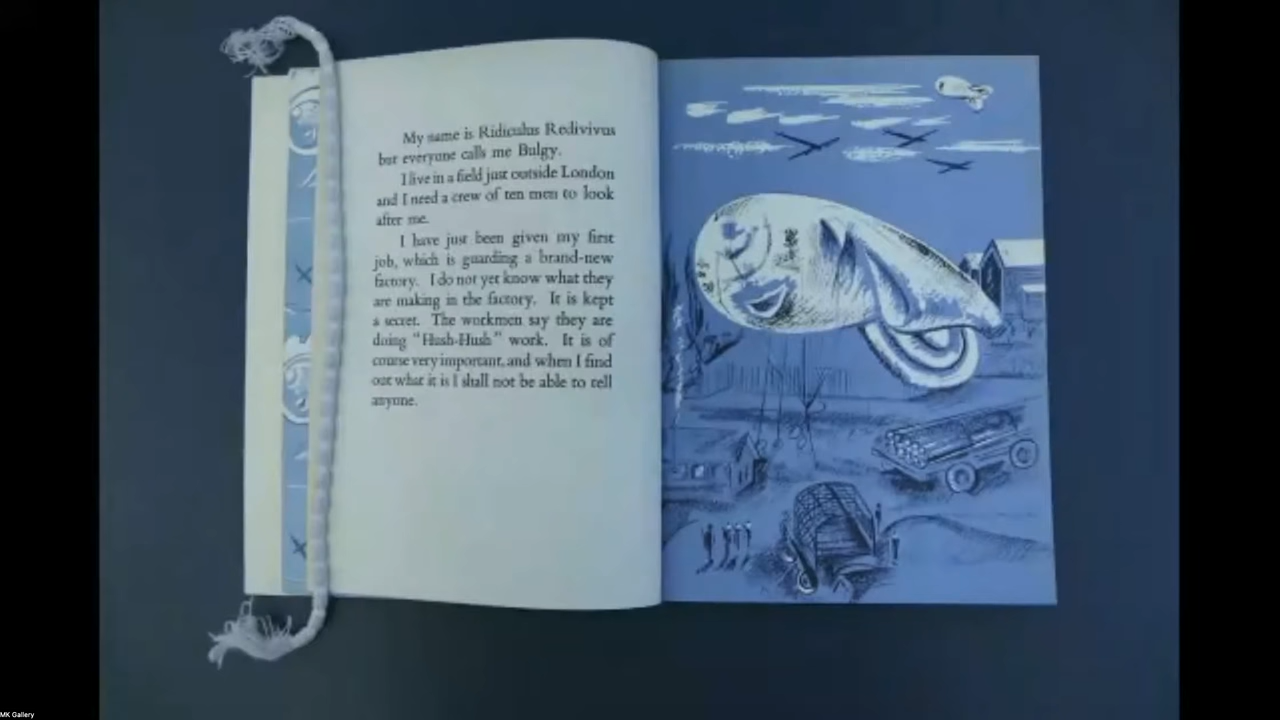 My name is Ridiculus Redivivus
but everyone calls me Bulgy.
I live in a field just outside London
and I need a crew of ten men to look
after me.
I have just been given my first
job, which is guarding a brand-new
factory. I do not yet know what they
are making in the factory. It is kept
a secret. The workmen say they are
doing "Hush-Hush" work. It is of
course very important, and when I find
out what it is I shall not be able to tell
anyone.
MK Gallery